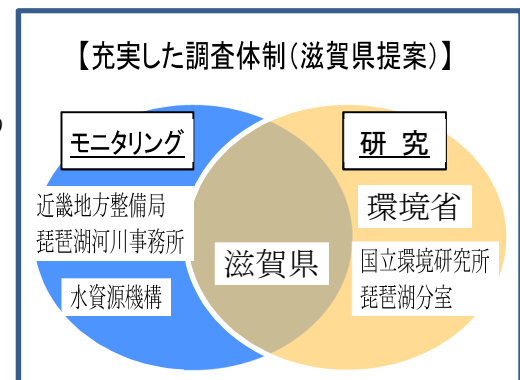 【充実した調査体制(滋賀県提案)】
モニタリング
近畿地方整備局
琵琶湖河川事務所
水資源機構
滋賀県
研 究
環境省
国立環境研究所
琵琶湖分室